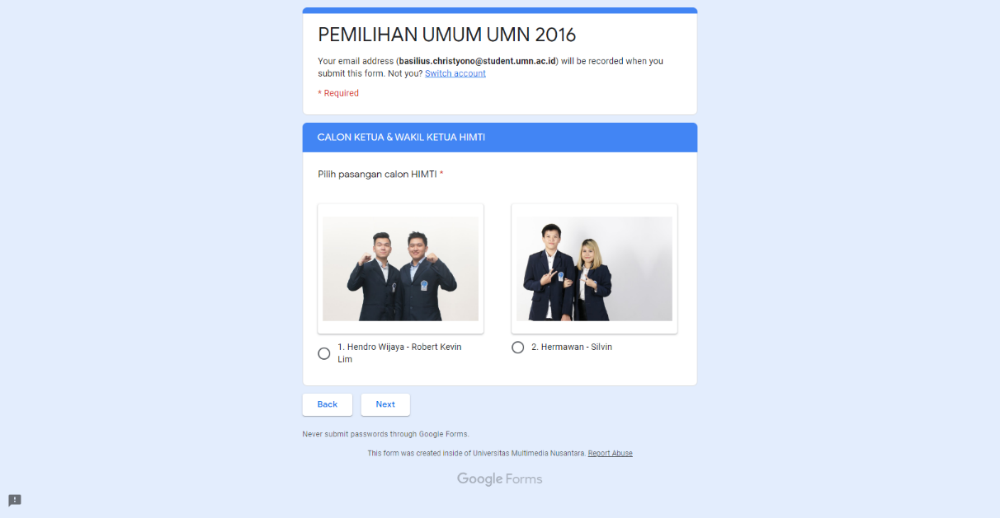 PEMILIHAN UMUM UMN 2016
Your email address (basilius.christyono@student.umn.ac.id) will be recorded when you
submit this form. Not you? Switch account
* Required
CALON KETUA & WAKIL KETUA HIMTI
Pilih pasangan calon HIMTI *
1. Hendro Wijaya - Robert Kevin
Lim
2. Hermawan - Silvin
Back
Next
Never submit passwords through Google Forms.
This form was created inside of Universitas Multimedia Nusantara. Report Abuse
Google Forms